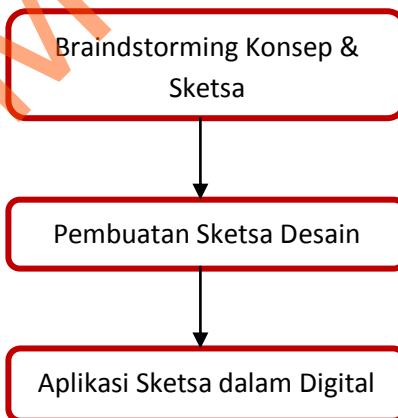 Braindstorming Konsep &
Sketsa
Pembuatan Sketsa Desain
Aplikasi Sketsa dalam Digital